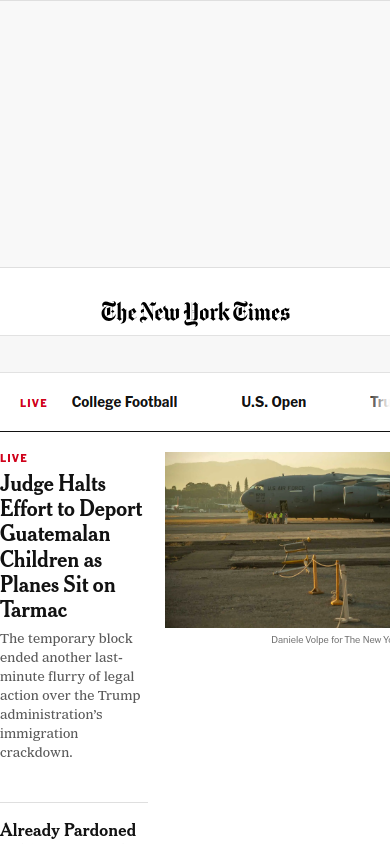 The New York Times
LIVE
College Football
U.S. Open
LIVE
Judge Halts
Effort to Deport
Guatemalan
Children as
Planes Sit on
Tarmac
The temporary block
ended another last-
minute flurry of legal
action over the Trump
administration's
immigration
crackdown.
Daniele Volpe for The New
Already Pardoned